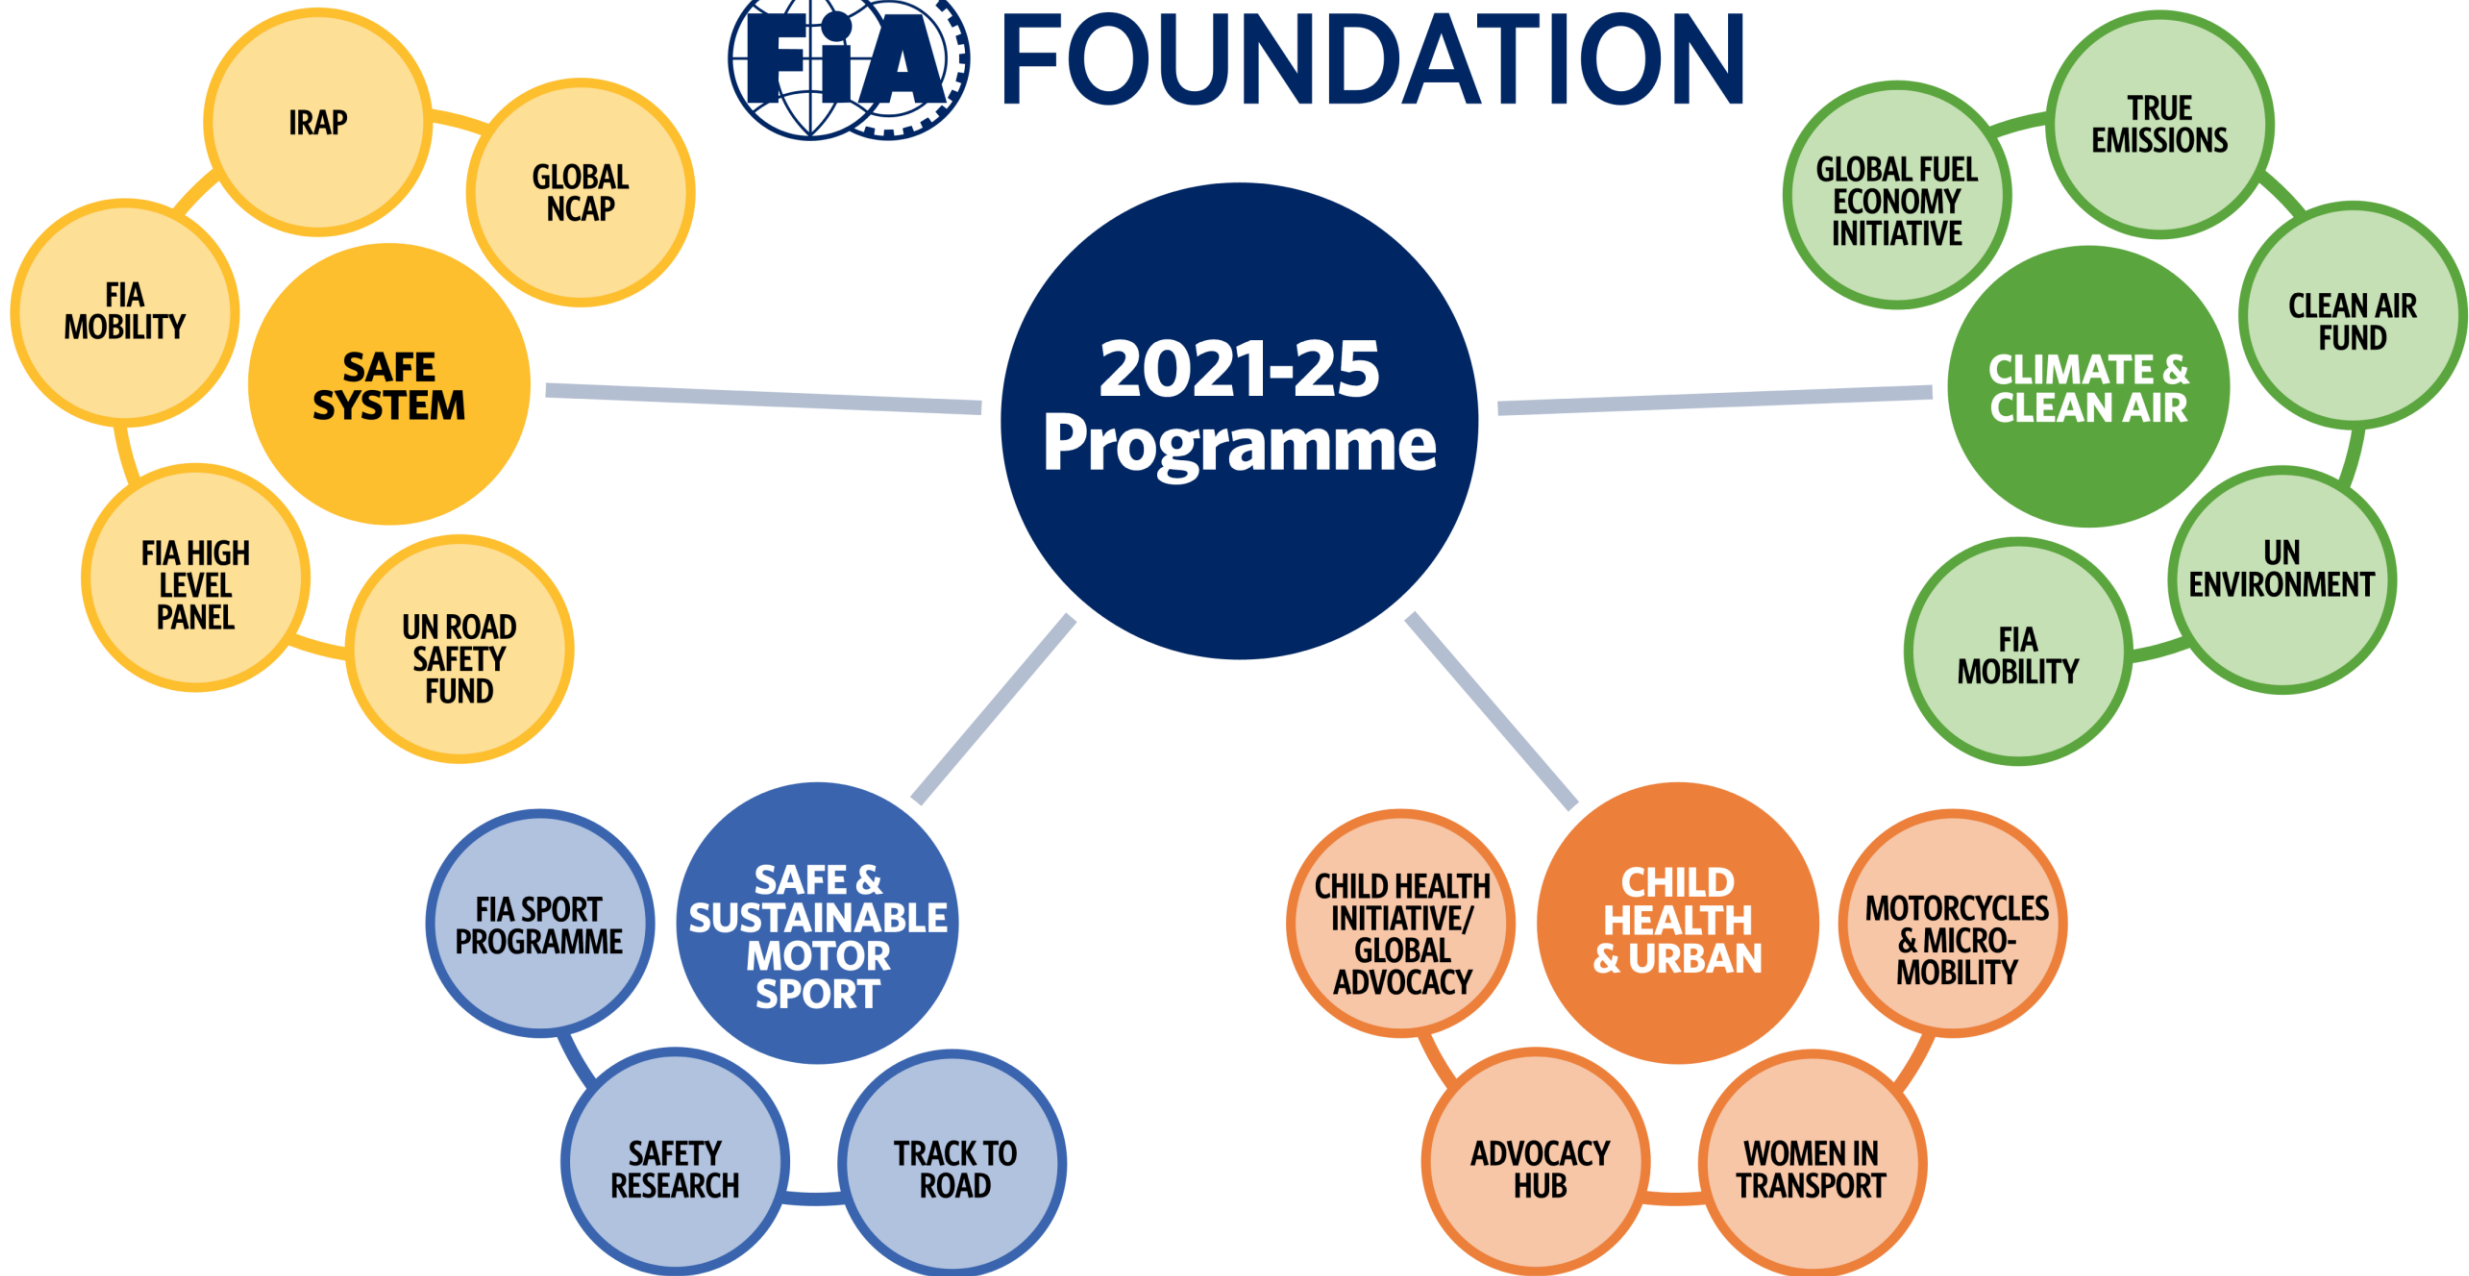 FiA FOUNDATION
2021-25
Programme
SAFE
SYSTEM
GLOBAL
NCAP
IRAP
FIA
MOBILITY
FIA HIGH
LEVEL
PANEL
UN ROAD
SAFETY
FUND
CLIMATE &
CLEAN AIR
GLOBAL FUEL
ECONOMY
INITIATIVE
TRUE
EMISSIONS
CLEAN AIR
FUND
UN
ENVIRONMENT
FIA
MOBILITY
SAFE &
SUSTAINABLE
MOTOR
SPORT
FIA SPORT
PROGRAMME
SAFETY
RESEARCH
TRACK TO
ROAD
CHILD
HEALTH
& URBAN
CHILD HEALTH
INITIATIVE/
GLOBAL
ADVOCACY
ADVOCACY
HUB
WOMEN IN
TRANSPORT
MOTORCYCLES
& MICRO-
MOBILITY